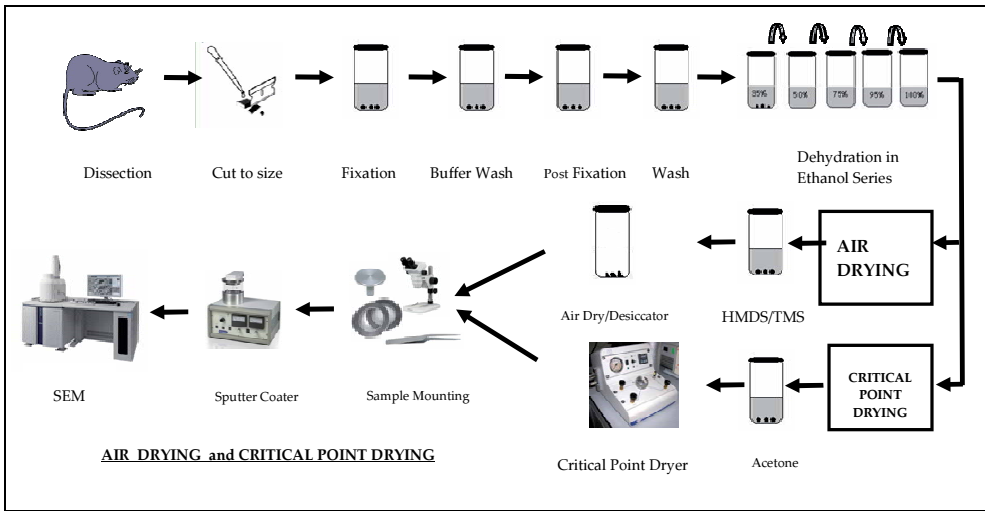 35% 50% 75% 95% 100%
Dissection
Cut to size
Fixation
Buffer Wash
Post Fixation
Wash
Dehydration in
Ethanol Series
AIR
DRYING
HMDS/TMS
Air Dry/Desiccator
Sample Mounting
Sputter Coater
SEM
CRITICAL
POINT
DRYING
Acetone
Critical Point Dryer
AIR DRYING and CRITICAL POINT DRYING